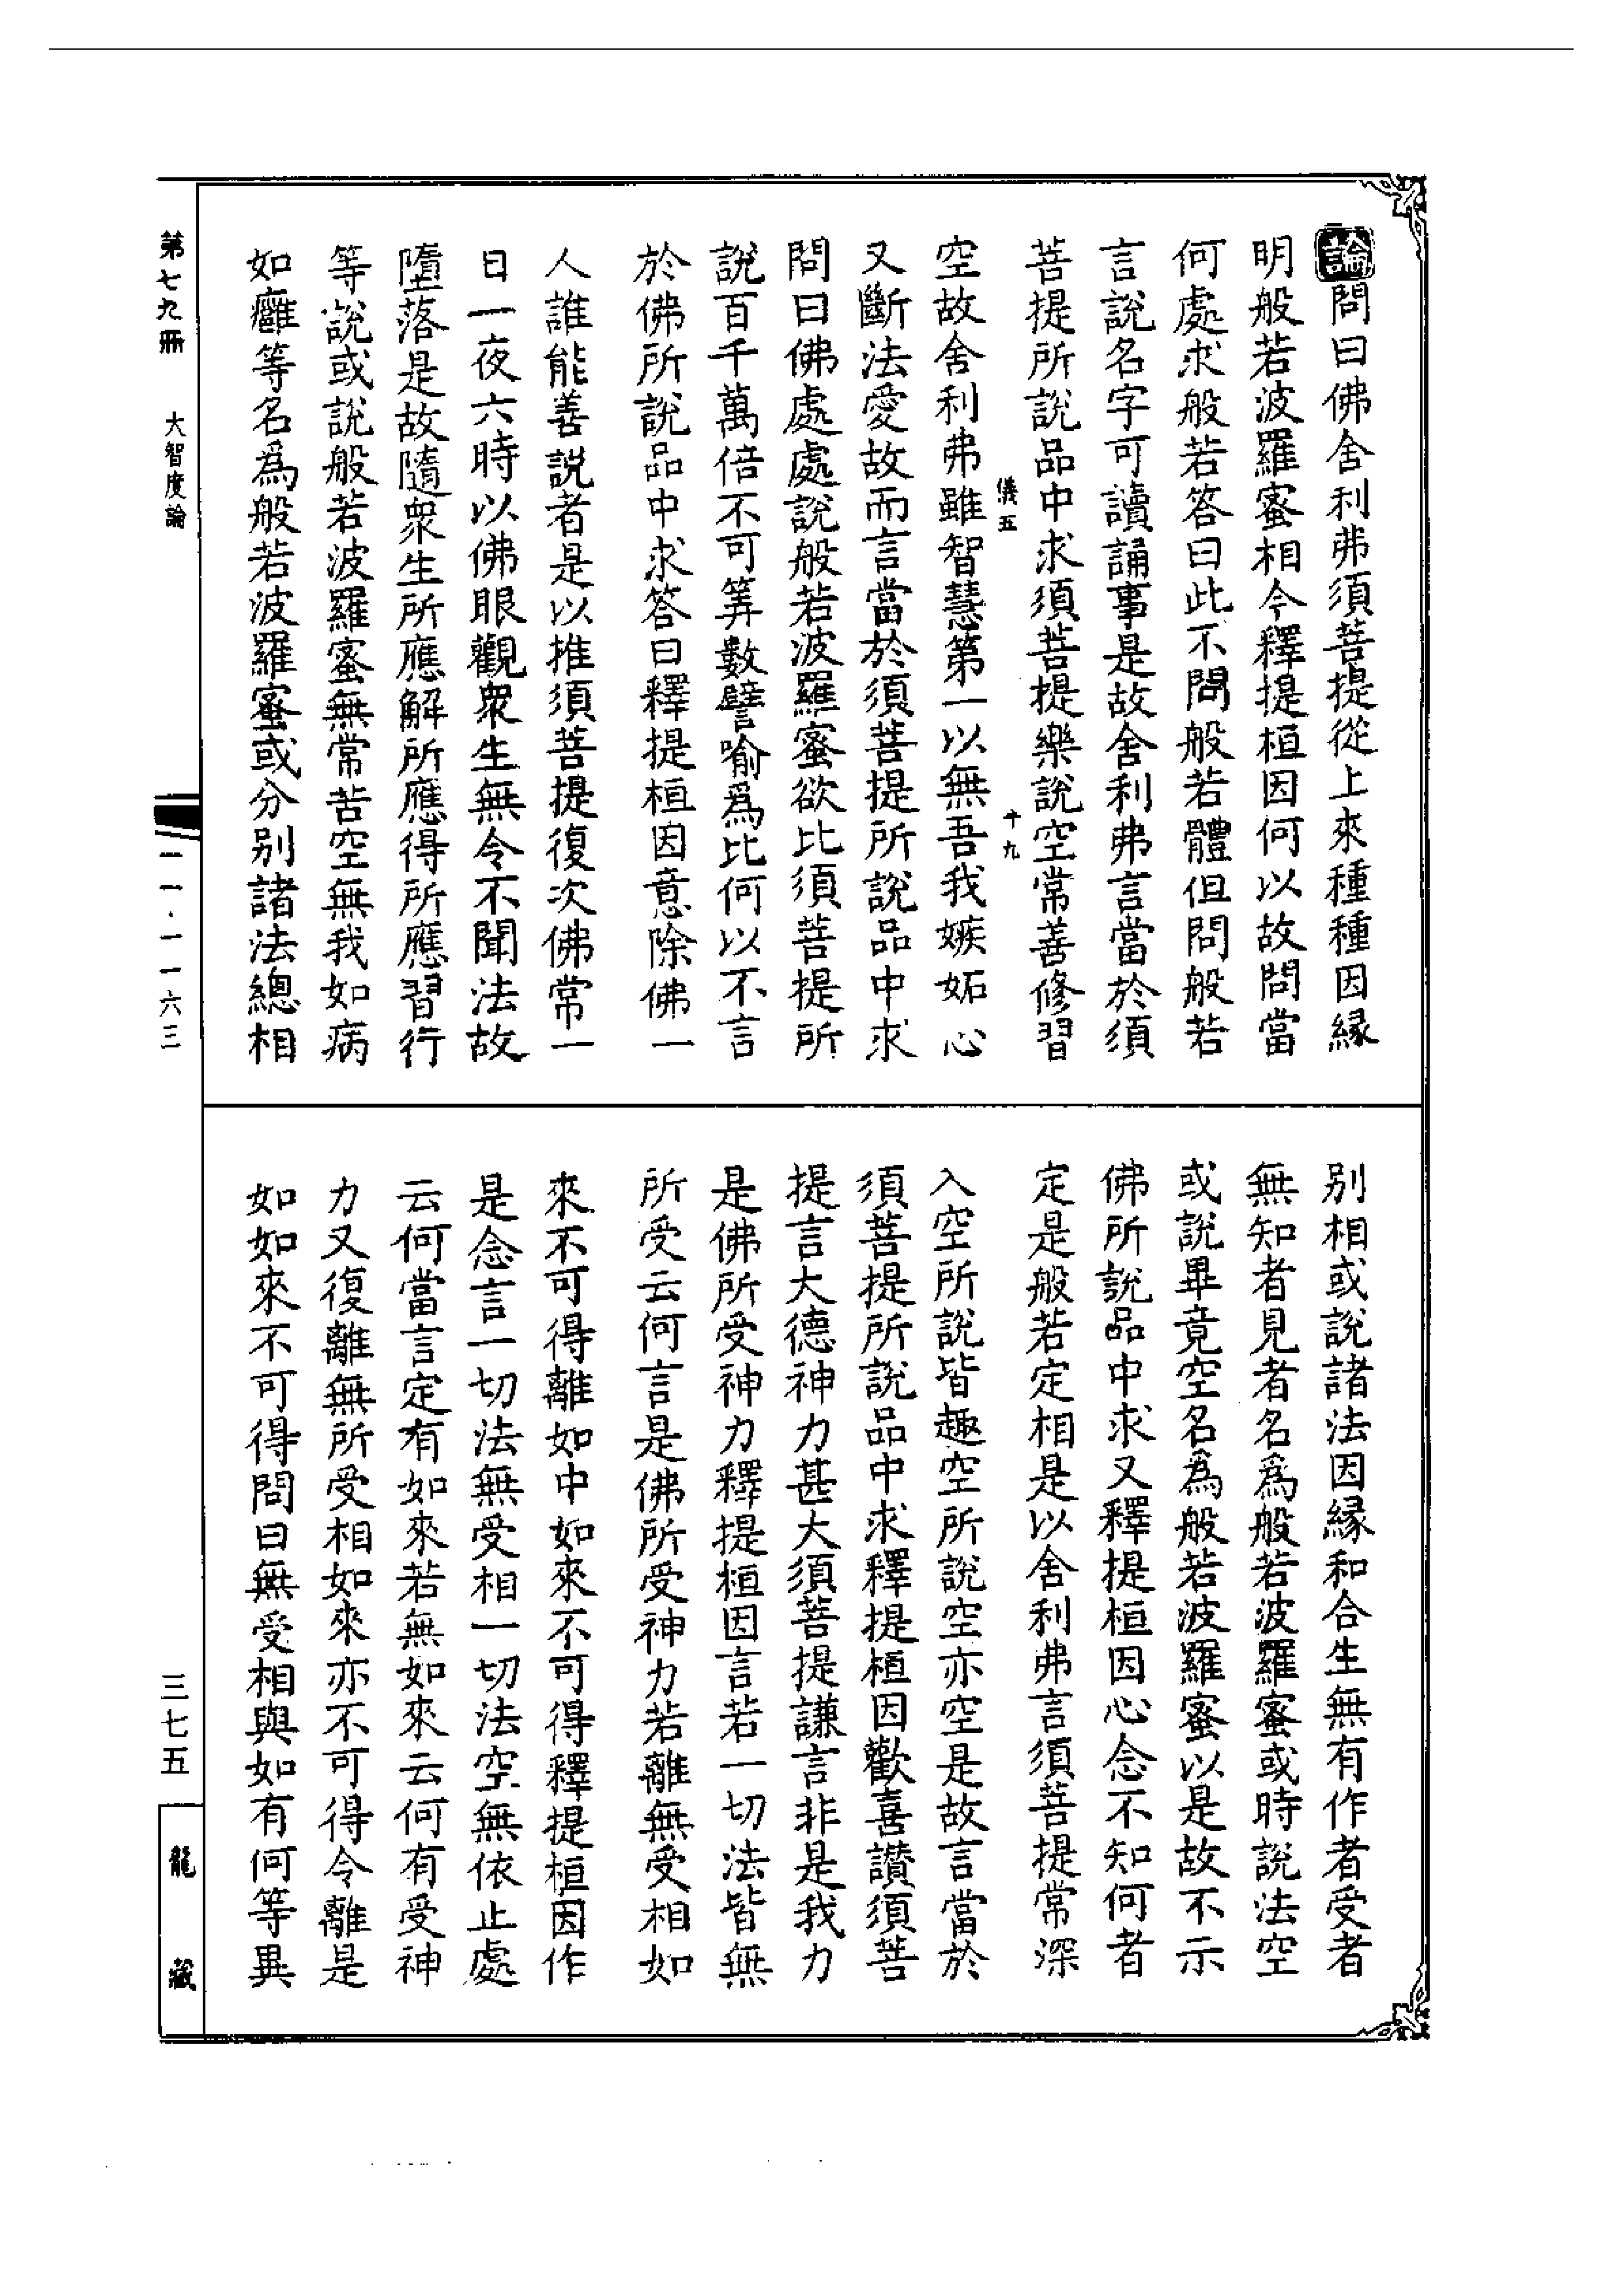 論問曰佛舍利弗須菩提從上來種種因緣
明般若波羅蜜相今釋提桓因何以故問當
何處求般若答曰此不問般若體但問般若
言說名字可讀誦事是故舍利弗言當於須
菩提所說品中求須菩提樂說空常善修習
儀五
十九
空故舍利弗雖智慧第一以無吾我嫉妬心
又斷法愛故而言當於須菩提所說品中求
問曰佛處處說般若波羅蜜欲比須菩提所
說百千萬倍不可筭數譬喻爲比何以不言
於佛所說品中求答曰釋提桓因意除佛一
人誰能善說者是以推須菩提復次佛常一
日一夜六時以佛眼觀衆生無令不聞法故
墮落是故隨衆生所應解所應得所應習行
等說或說般若波羅蜜無常苦空無我如病
如癰等名爲般若波羅蜜或分别諸法總相
别相或說諸法因緣和合生無有作者受者
無知者見者名爲般若波羅蜜或時說法空
或說畢竟空名爲般若波羅蜜以是故不示
佛所說品中求又釋提桓因心念不知何者
定是般若定相是以舍利弗言須菩提常深
入空所說皆趣空所說空亦空是故言當於
須菩提所說品中求釋提桓因歡喜讃須菩
提言大德神力甚大須菩提謙言非是我力
是佛所受神力釋提桓因言若一切法皆無
所受云何言是佛所受神力若離無受相如
來不可得離如中如來不可得釋提桓因作
是念言一切法無受相一切法空無依止處
云何當言定有如來若無如來云何有受神
力又復離無所受相如來亦不可得令離是
如如來不可得問曰無受相與如有何等異
第七九冊 大智度論
一一一·一一六三
三七五
龍藏